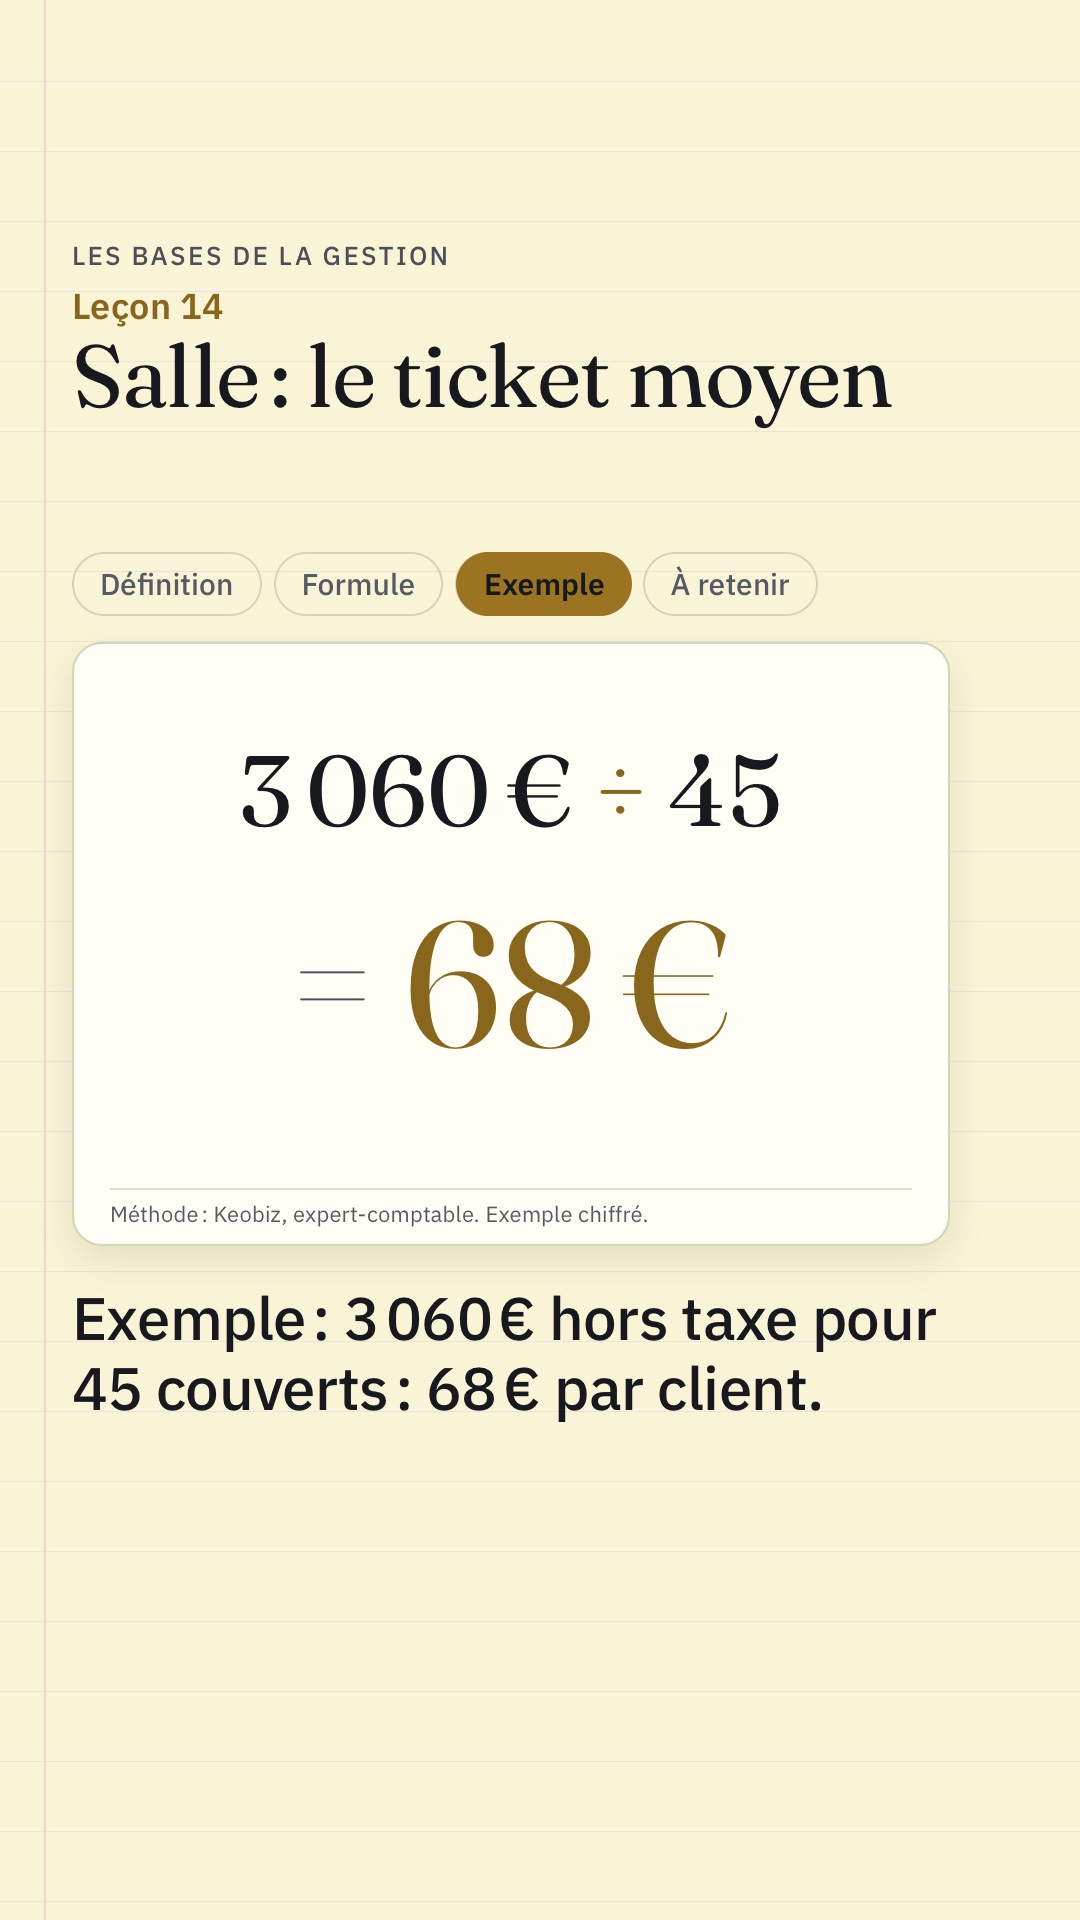 LES BASES DE LA GESTION
Leçon 14
Salle : le ticket moyen
Définition
Formule
Exemple
À retenir
3 060 € ÷ 45
= 68 €
Méthode : Keobiz, expert-comptable. Exemple chiffré.
Exemple : 3 060 € hors taxe pour
45 couverts : 68 € par client.